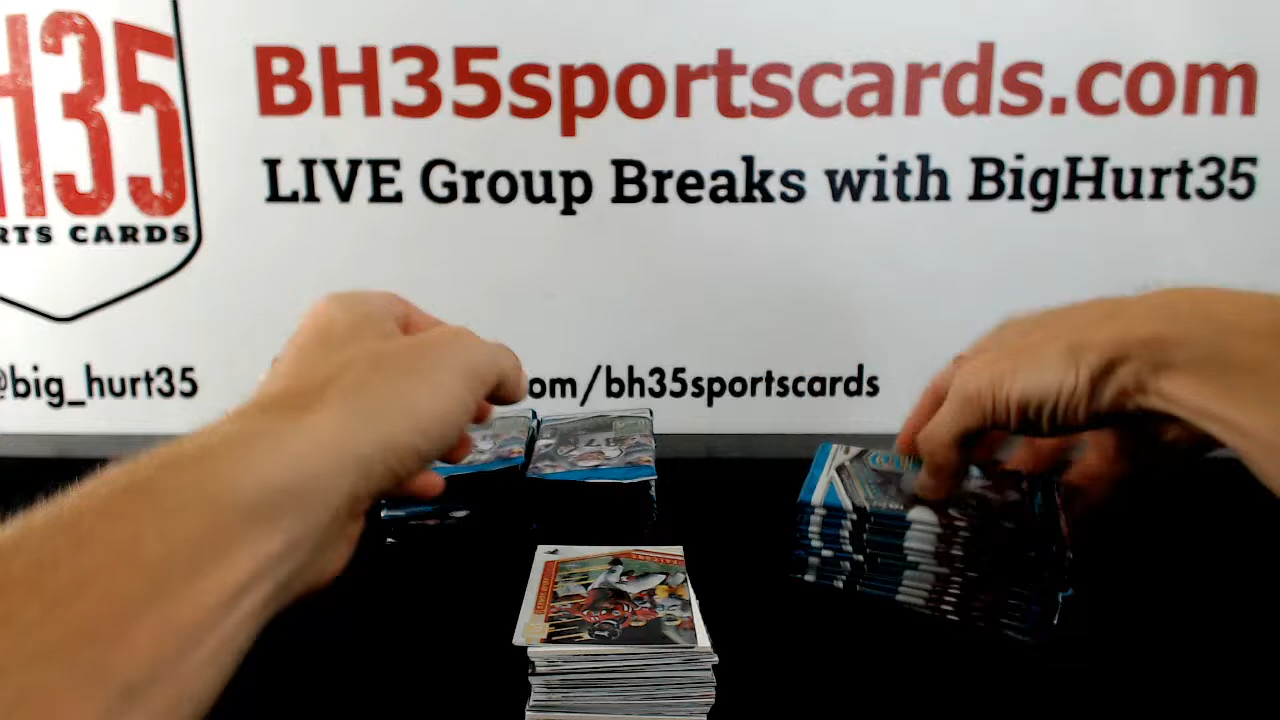 H35
RTS CARDS
BH35sportscards.com
LIVE Group Breaks with BigHurt35
@big_hurt35
om/bh35sportscards